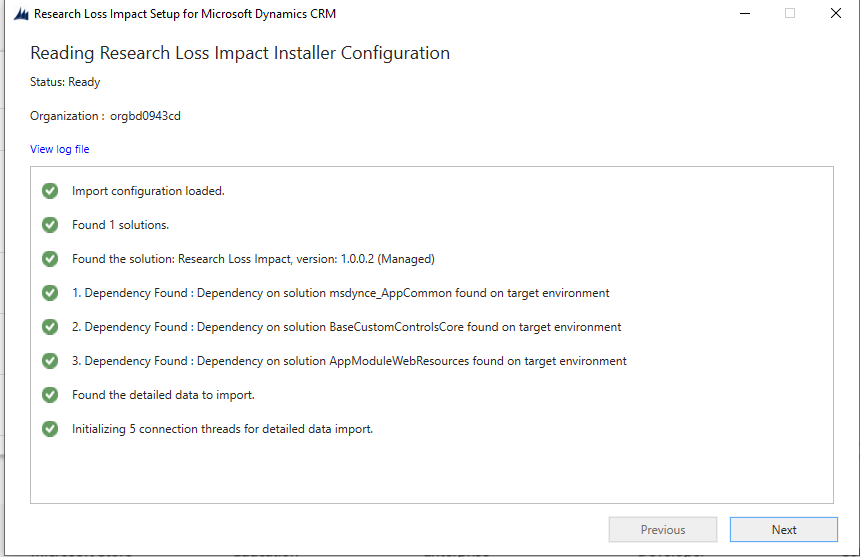 Research Loss Impact Setup for Microsoft Dynamics CRM
Reading Research Loss Impact Installer Configuration
Status: Ready
Organization : orgbd0943cd
View log file
Import configuration loaded.
Found 1 solutions.
Found the solution: Research Loss Impact, version: 1.0.0.2 (Managed)
1. Dependency Found : Dependency on solution msdynce_AppCommon found on target environment
2. Dependency Found : Dependency on solution BaseCustomControlsCore found on target environment
3. Dependency Found : Dependency on solution AppModuleWebResources found on target environment
Found the detailed data to import.
Initializing 5 connection threads for detailed data import.
Previous
Next